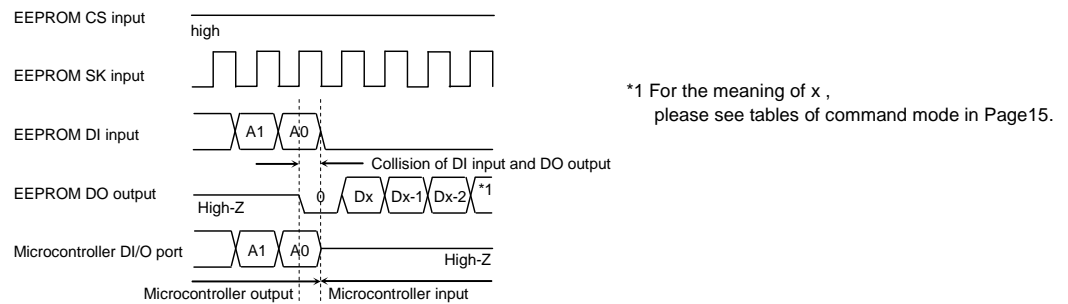 EEPROM CS input
high
EEPROM SK input
*1 For the meaning of x ,
please see tables of command mode in Page15.
EEPROM DI input
A1 A0
Collision of DI input and DO output
EEPROM DO output
High-Z
0 Dx Dx-1 Dx-2 *1
Microcontroller DI/O port
A1 A0
High-Z
Microcontroller output Microcontroller input